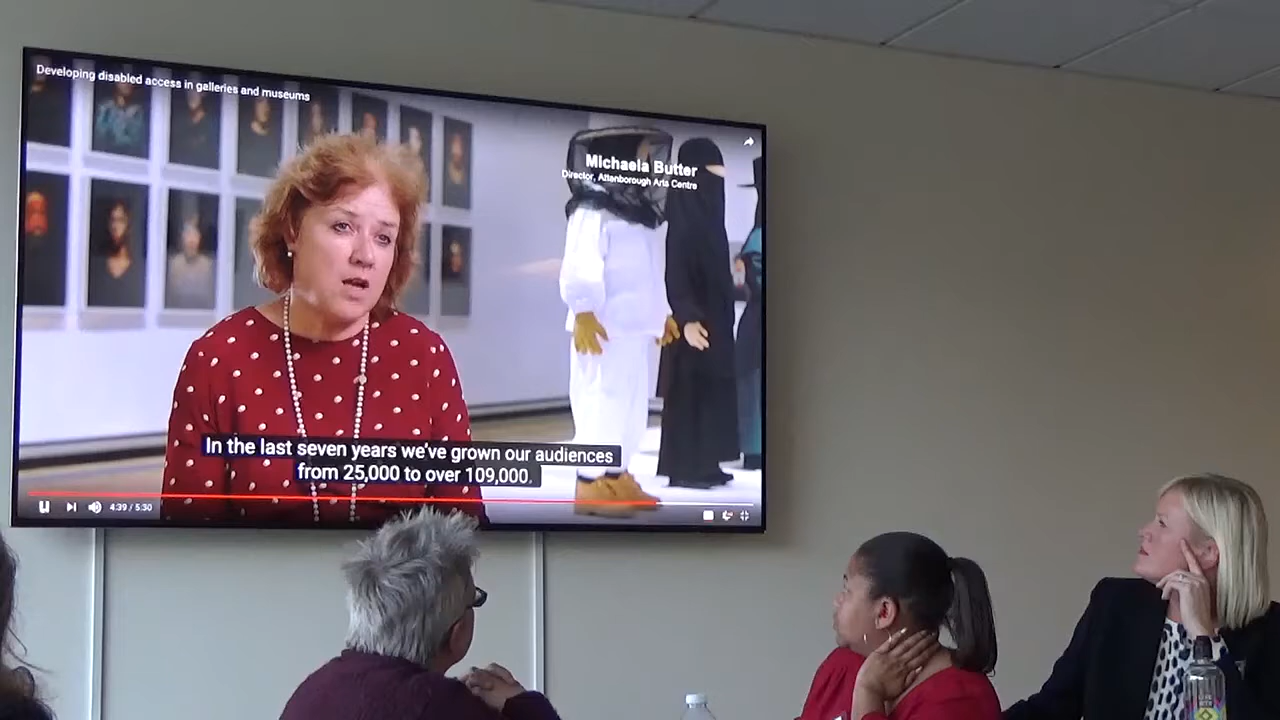 Developing disabled access in galleries and museums
Michaela Butter
Director, Attenborough Arts Centre
In the last seven years we've grown our audiences
from 25,000 to over 109,000.
4:39 / 5:30